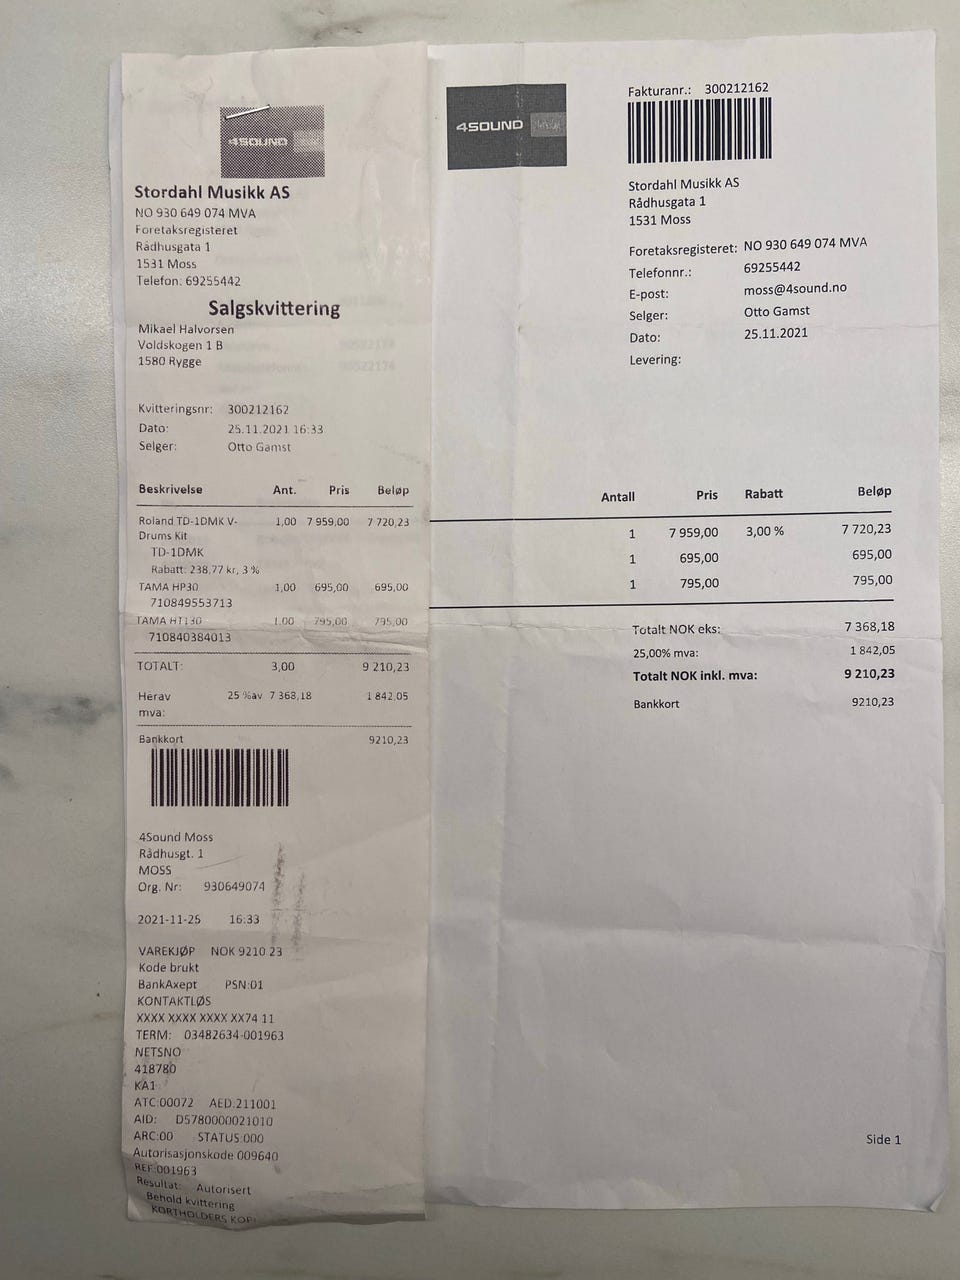 4SOUND
Stordahl Musikk AS
NO 930 649 074 MVA
Foretaksregisteret
Rådhusgata 1
1531 Moss
Telefon: 69255442
Salgskvittering
Mikael Halvorsen
Voldskogen 1 B
1580 Rygge
Kvitteringsnr: 300212162
Dato: 25.11.2021 16:33
Selger: Otto Gamst
Beskrivelse Ant. Pris Beløp
Roland TD-1DMK V- 1,00 7 959,00 7 720,23
Drums Kit
TD-1DMK
Rabatt: 238,77 kr, 3 %
TAMA HP30 1,00 695,00 695,00
710849553713
TAMA HT130 1,00 795,00 795,00
710840384013
TOTALT: 3,00 9 210,23
Herav 25 %av 7 368,18 1 842,05
mva:
Bankkort 9210,23
4Sound Moss
Rådhusgt. 1
MOSS
Org. Nr: 930649074
2021-11-25 16:33
VAREKJØP NOK 9210 23
Kode brukt
BankAxept PSN:01
KONTAKTLØS
XXXX XXXX XXXX XX74 11
TERM: 03482634-001963
NETSNO
418780
KA1
ATC:00072 AED:211001
AID: D5780000021010
ARC:00 STATUS:000
Autorisasjonskode 009640
REF:001963
Resultat: Autorisert
Behold kvittering
KORTHOLDERS KOPI
4SOUND
Fakturanr.: 300212162
Stordahl Musikk AS
Rådhusgata 1
1531 Moss
Foretaksregisteret: NO 930 649 074 MVA
Telefonnr.: 69255442
E-post: moss@4sound.no
Selger: Otto Gamst
Dato: 25.11.2021
Levering:
Antall Pris Rabatt Beløp
1 7 959,00 3,00 % 7 720,23
1 695,00 695,00
1 795,00 795,00
Totalt NOK eks: 7 368,18
25,00% mva: 1 842,05
Totalt NOK inkl. mva: 9 210,23
Bankkort 9210,23
Side 1